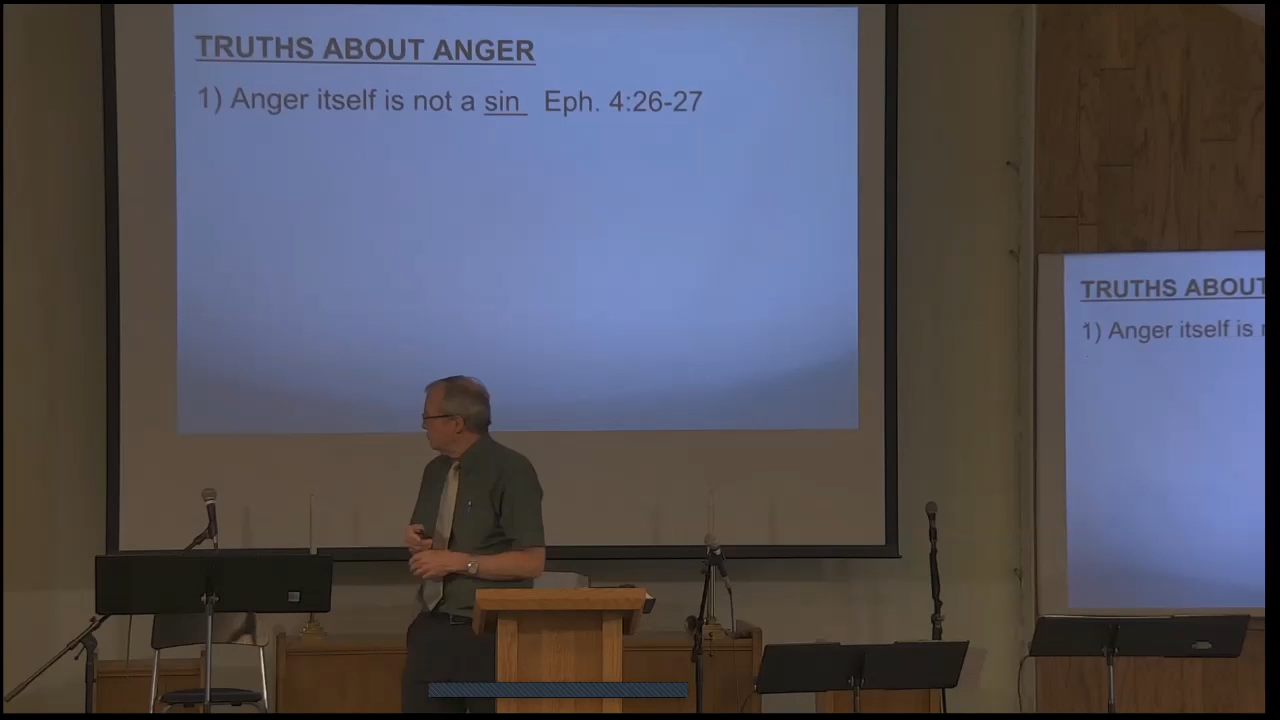 TRUTHS ABOUT ANGER
1) Anger itself is not a sin Eph. 4:26-27
TRUTHS ABOUT
1) Anger itself is